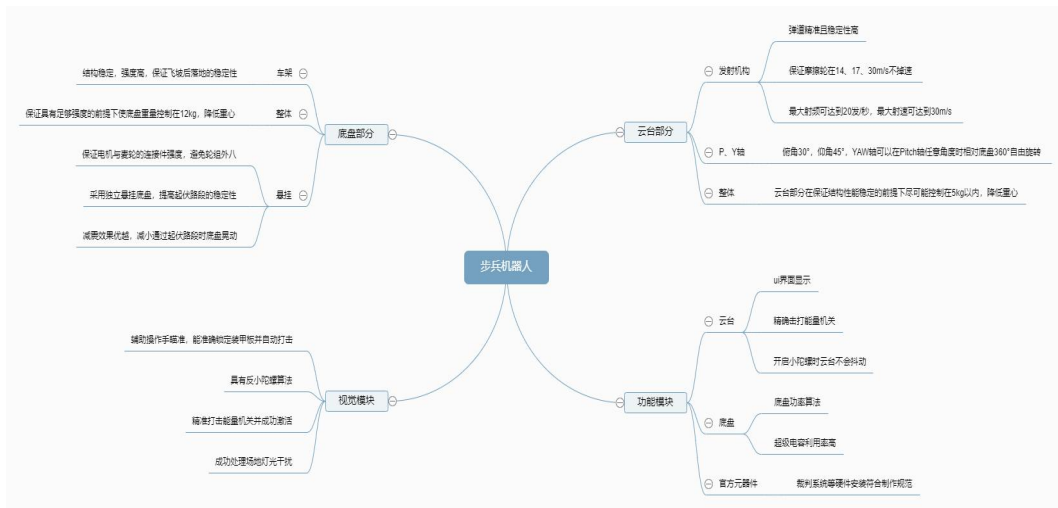 步兵机器人
底盘部分
车架
结构稳定，强度高，保证飞坡后落地的稳定性
整体
保证具有足够强度的前提下使底盘重量控制在12kg，降低重心
悬挂
保证电机与麦轮的连接件强度，避免轮组外八
采用独立悬挂底盘，提高起伏路段的稳定性
减震效果优越，减小通过起伏路段时底盘晃动
视觉模块
辅助操作手瞄准，能准确锁定装甲板并自动打击
具有反小陀螺算法
精准打击能量机关并成功激活
成功处理场地灯光干扰
云台部分
发射机构
弹道精准且稳定性高
保证摩擦轮在14、17、30m/s不掉速
最大射频可达到20发/秒，最大射速可达到30m/s
P、Y轴
俯角30°，仰角45°，YAW轴可以在Pitch轴任意角度时相对底盘360°自由旋转
整体
云台部分在保证结构性能稳定的前提下尽可能控制在5kg以内，降低重心
功能模块
云台
ui界面显示
精确击打能量机关
开启小陀螺时云台不会抖动
底盘
底盘功率算法
超级电容利用率高
官方元器件
裁判系统等硬件安装符合制作规范